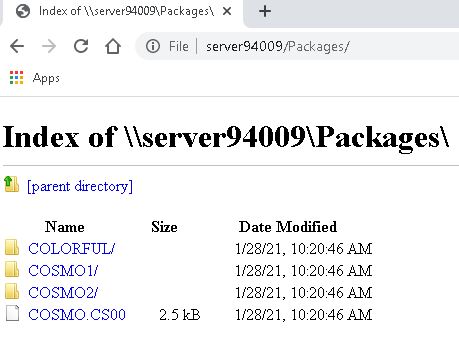 Index of \\server94009\Packages\
File | server94009/Packages/
Apps
Index of \\server94009\Packages\
[parent directory]
Name Size Date Modified
COLORFUL/ 1/28/21, 10:20:46 AM
COSMO1/ 1/28/21, 10:20:46 AM
COSMO2/ 1/28/21, 10:20:46 AM
COSMO.CS00 2.5 kB 1/28/21, 10:20:46 AM